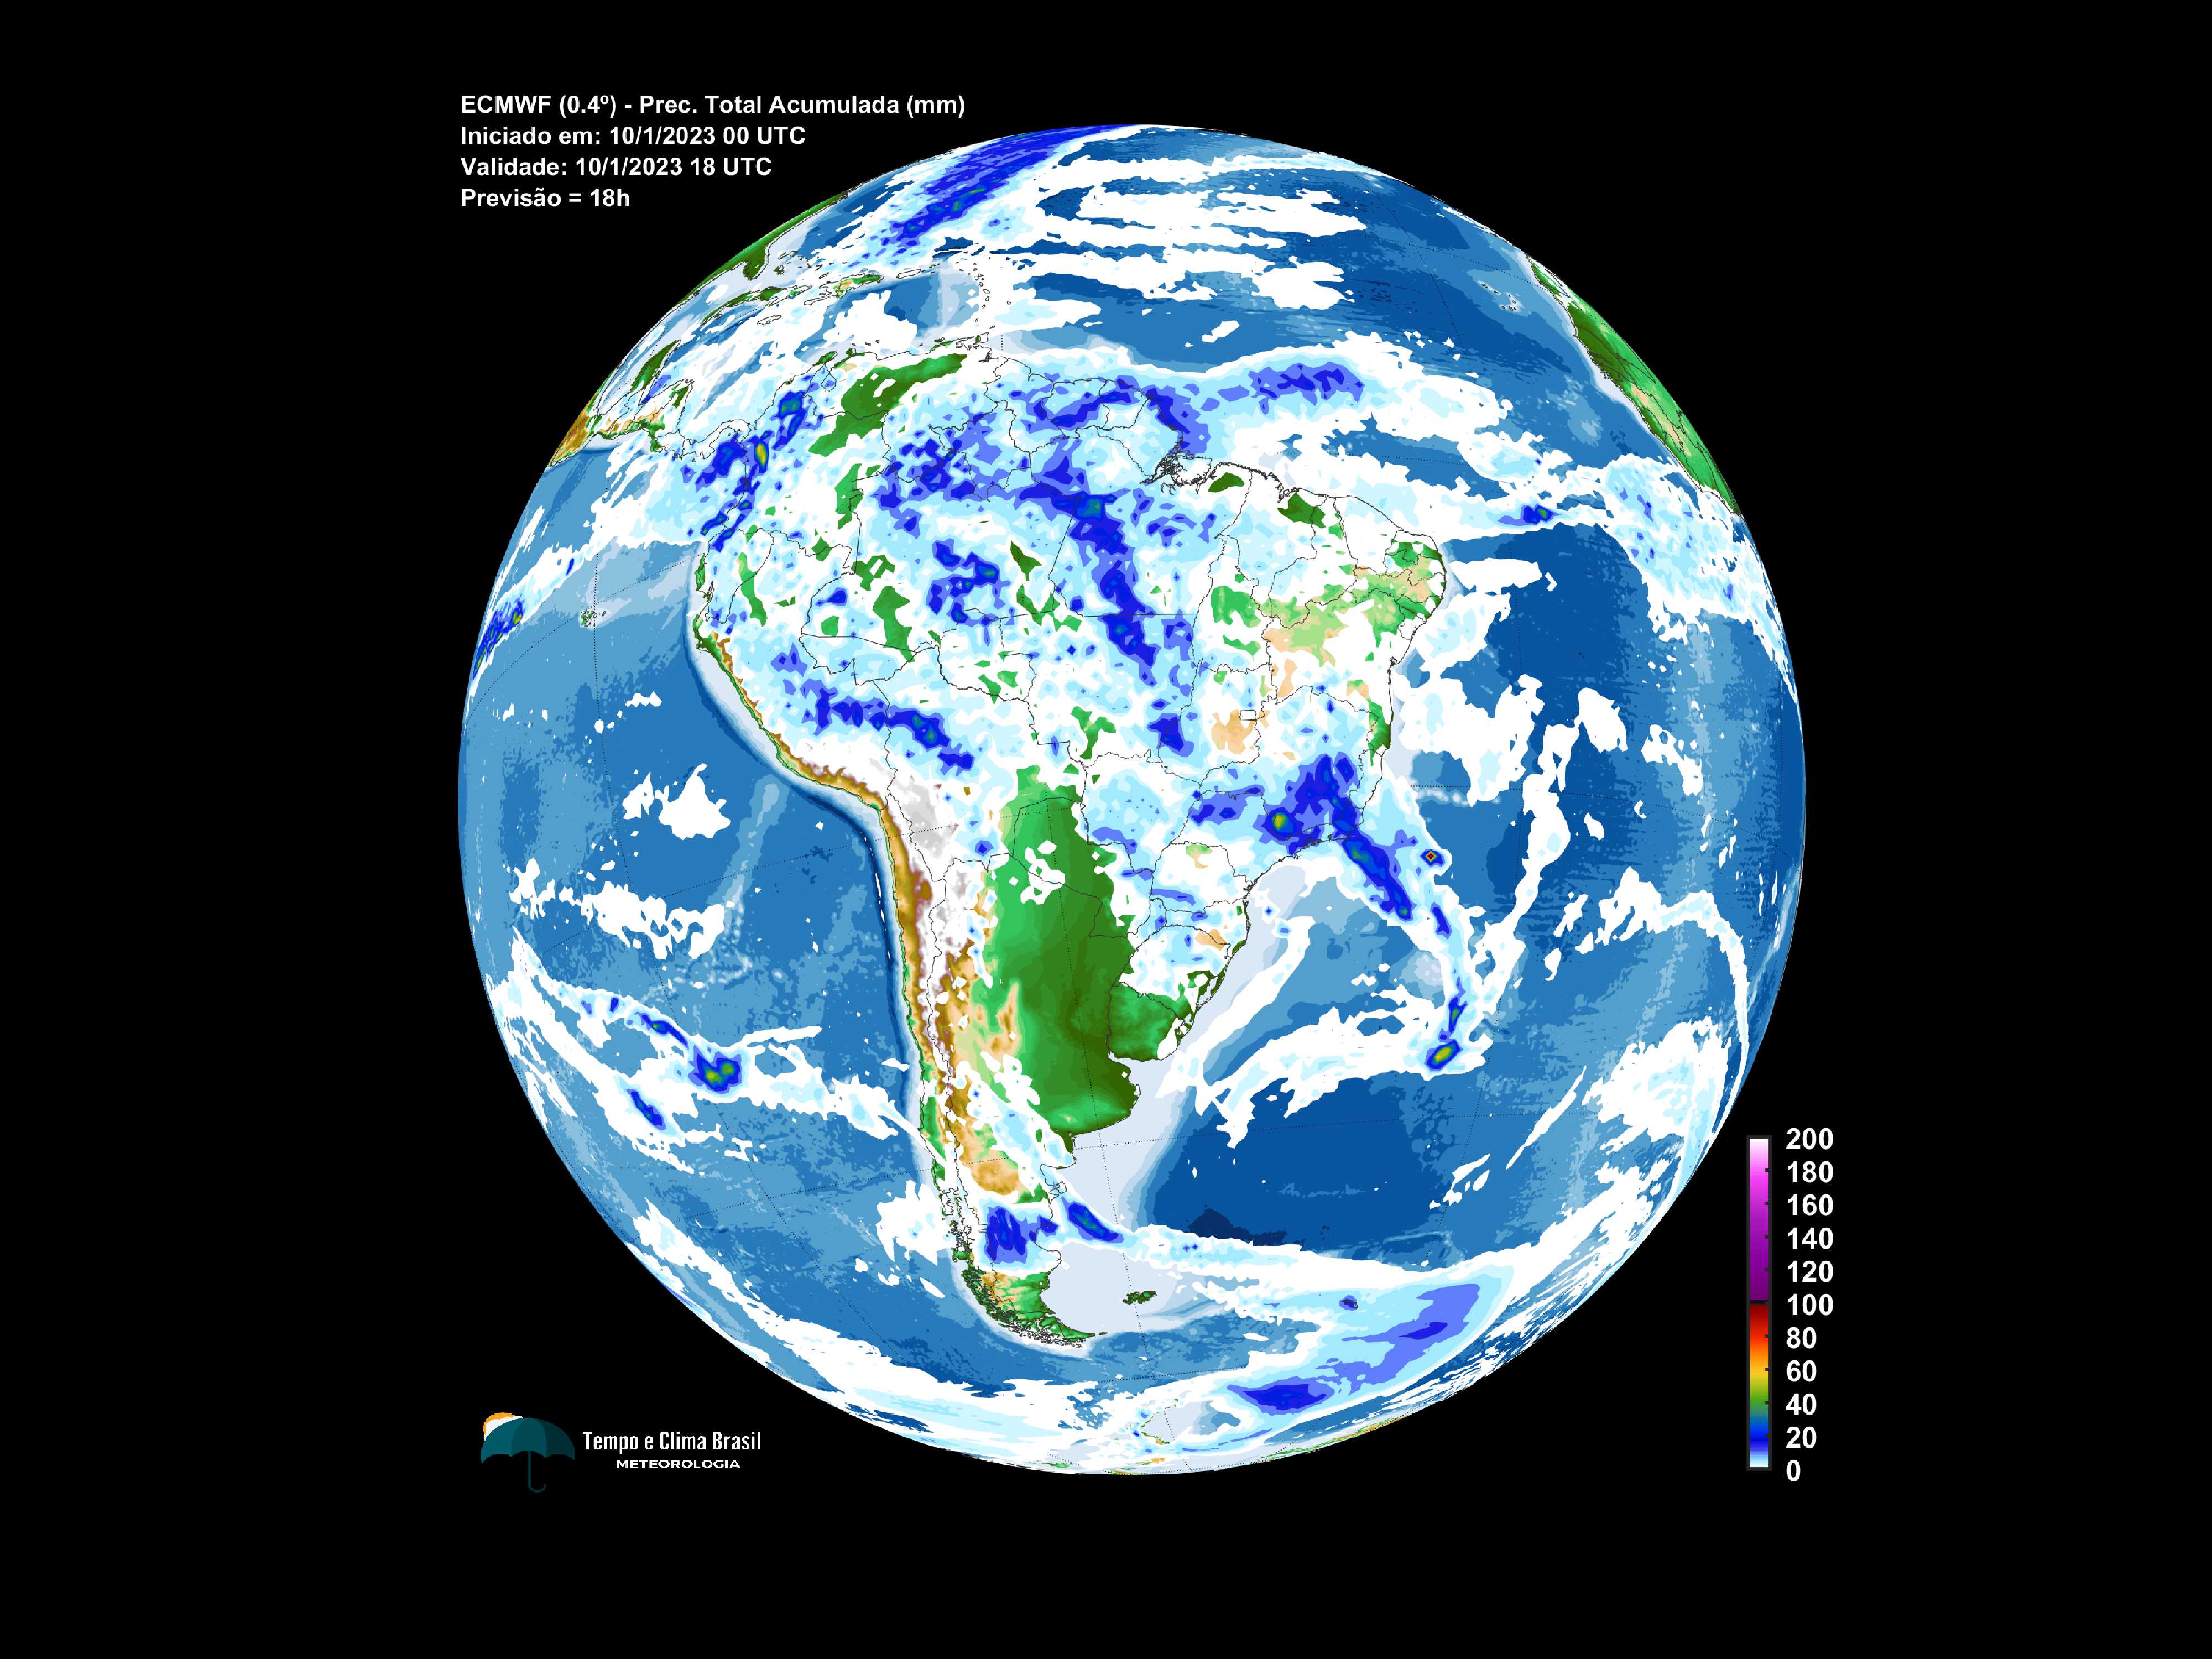 ECMWF (0.4º) - Prec. Total Acumulada (mm)
Iniciado em: 10/1/2023 00 UTC
Validade: 10/1/2023 18 UTC
Previsão = 18h
200
180
160
140
120
100
80
60
40
20
0
Tempo e Clima Brasil
METEOROLOGIA